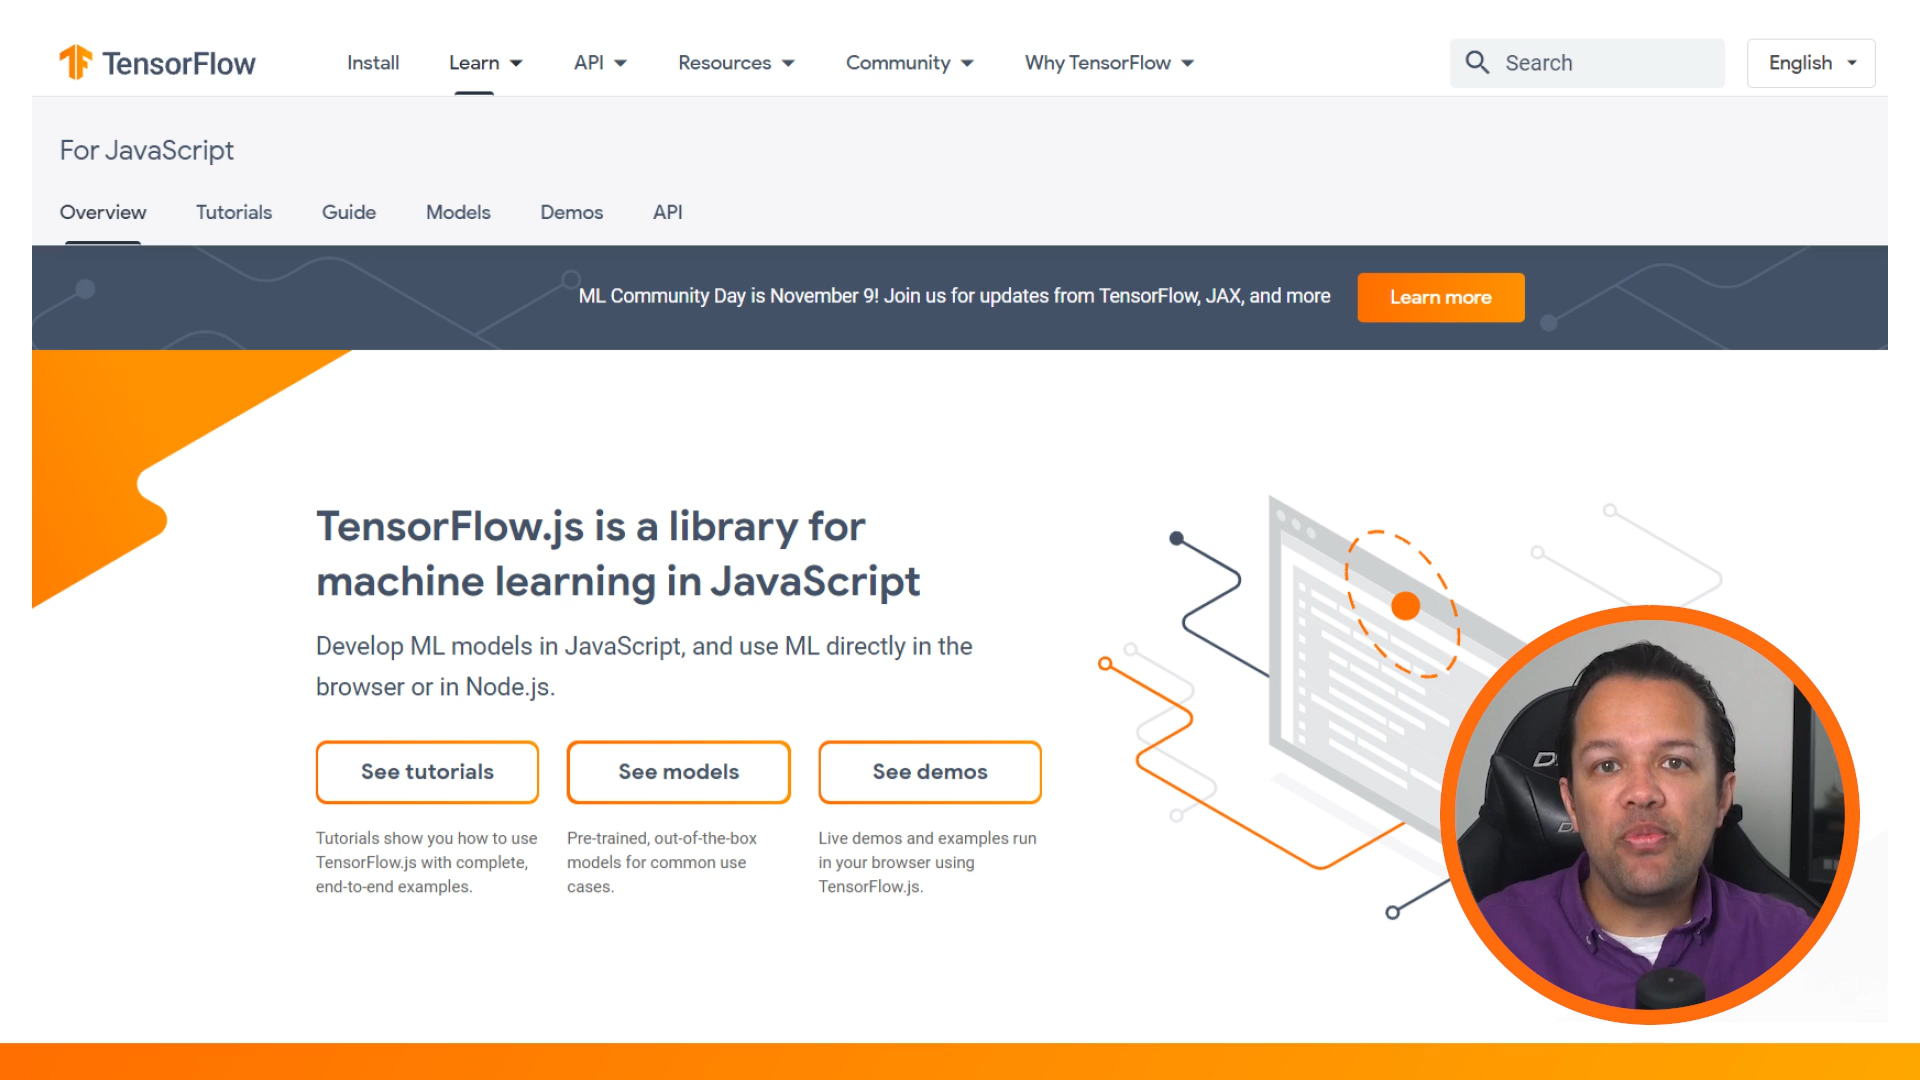 TensorFlow
Install
Learn
API
Resources
Community
Why TensorFlow
Search
English
For JavaScript
Overview
Tutorials
Guide
Models
Demos
API
ML Community Day is November 9! Join us for updates from TensorFlow, JAX, and more
Learn more
TensorFlow.js is a library for
machine learning in JavaScript
Develop ML models in JavaScript, and use ML directly in the
browser or in Node.js.
See tutorials
See models
See demos
Tutorials show you how to use
TensorFlow.js with complete,
end-to-end examples.
Pre-trained, out-of-the-box
models for common use
cases.
Live demos and examples run
in your browser using
TensorFlow.js.